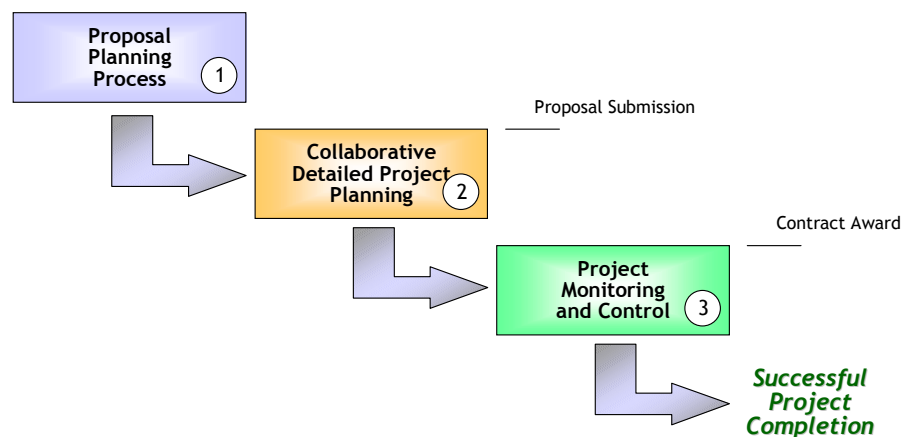 Proposal
Planning
Process
1
Proposal Submission
Collaborative
Detailed Project
Planning
2
Contract Award
Project
Monitoring
and Control
3
Successful
Project
Completion